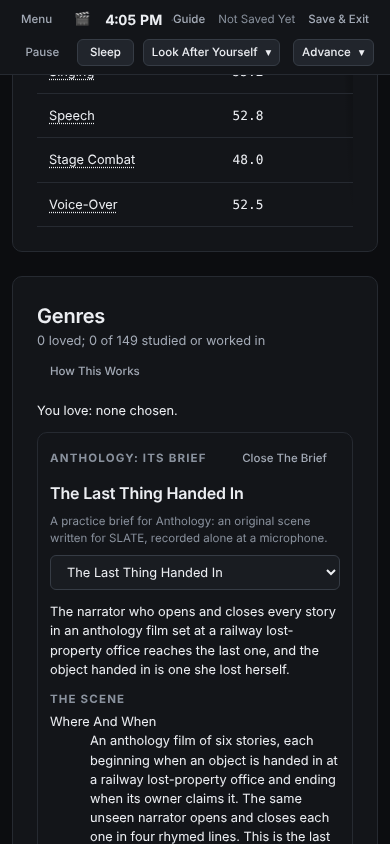 Menu 🎬 4:05 PM Guide Not Saved Yet Save & Exit
Pause Sleep Look After Yourself ▾ Advance ▾
Speech 52.8
Stage Combat 48.0
Voice-Over 52.5
Genres
0 loved; 0 of 149 studied or worked in
How This Works
You love: none chosen.
ANTHOLOGY: ITS BRIEF Close The Brief
The Last Thing Handed In
A practice brief for Anthology: an original scene
written for SLATE, recorded alone at a microphone.
The Last Thing Handed In
The narrator who opens and closes every story
in an anthology film set at a railway lost-
property office reaches the last one, and the
object handed in is one she lost herself.
THE SCENE
Where And When
An anthology film of six stories, each
beginning when an object is handed in at
a railway lost-property office and ending
when its owner claims it. The same
unseen narrator opens and closes each
one in four rhymed lines. This is the last